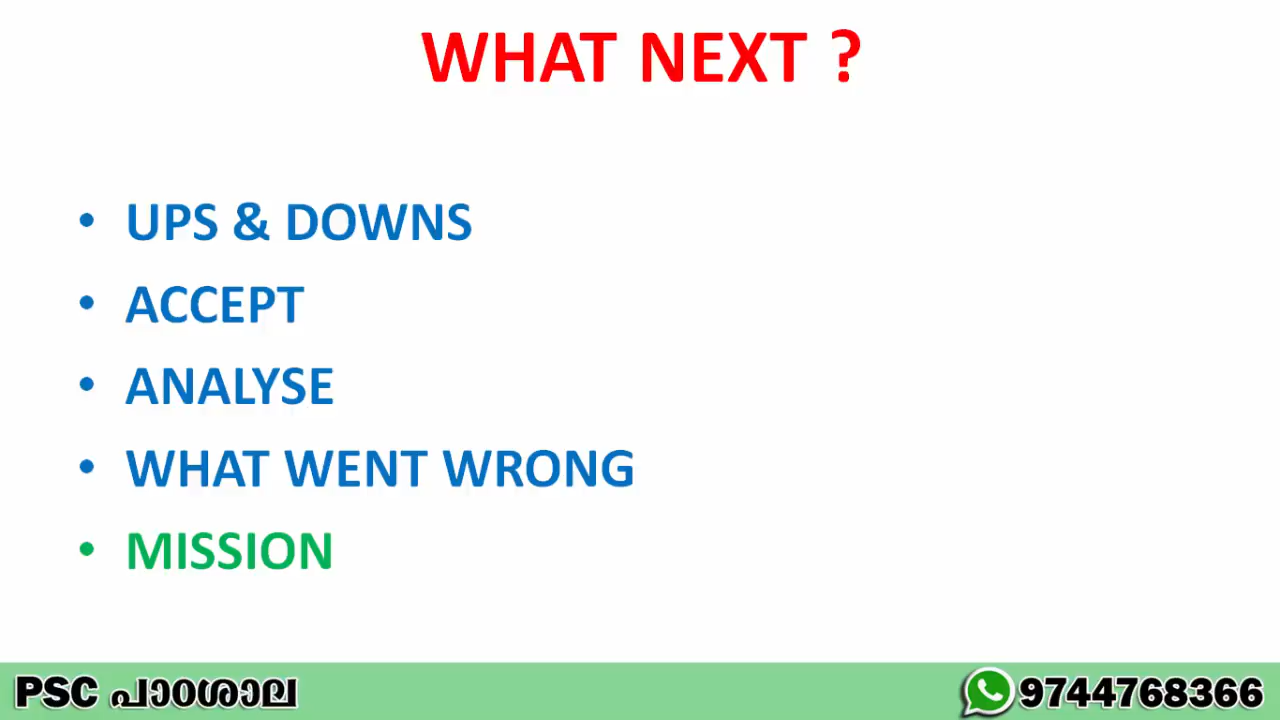 WHAT NEXT ?
• UPS & DOWNS
• ACCEPT
• ANALYSE
• WHAT WENT WRONG
• MISSION
PSC പാഠശാല
9744768366